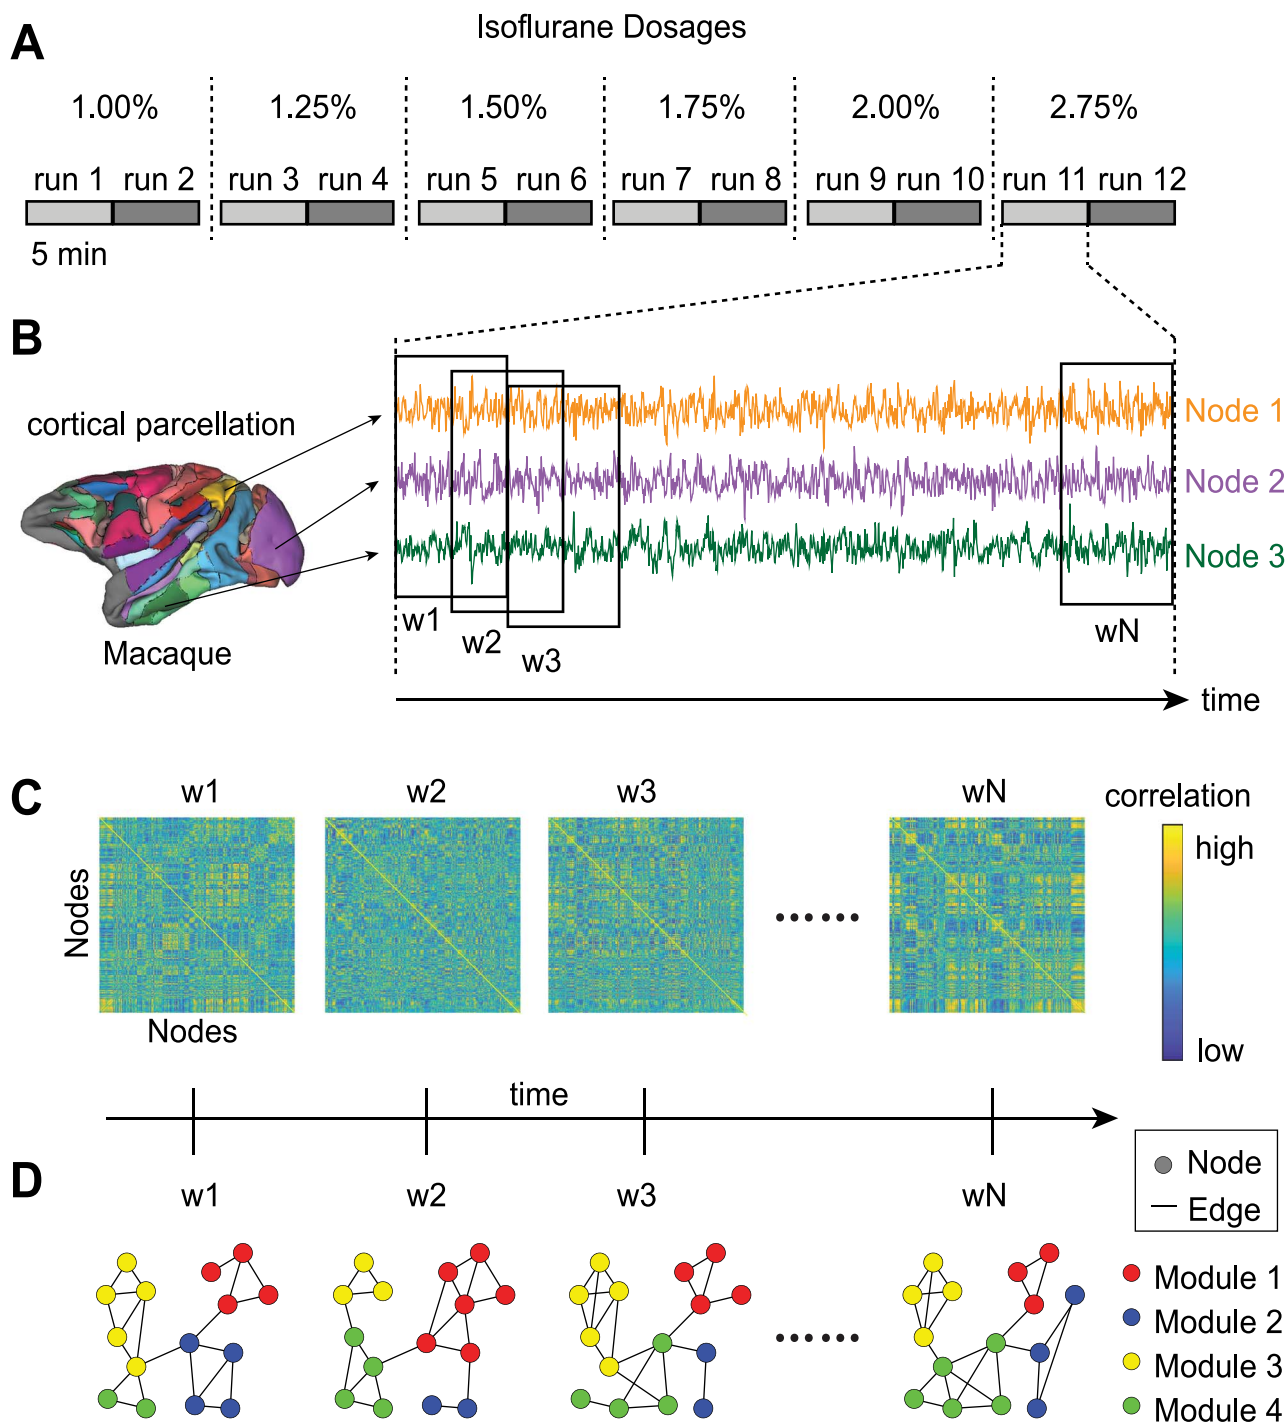 A
Isoflurane Dosages
1.00% 1.25% 1.50% 1.75% 2.00% 2.75%
run 1 run 2 run 3 run 4 run 5 run 6 run 7 run 8 run 9 run 10 run 11 run 12
5 min
B
cortical parcellation
Macaque
Node 1
Node 2
Node 3
w1
w2
w3
wN
time
C
w1 w2 w3 wN
correlation
high
low
Nodes
Nodes
time
D
w1 w2 w3 wN
Node
Edge
Module 1
Module 2
Module 3
Module 4